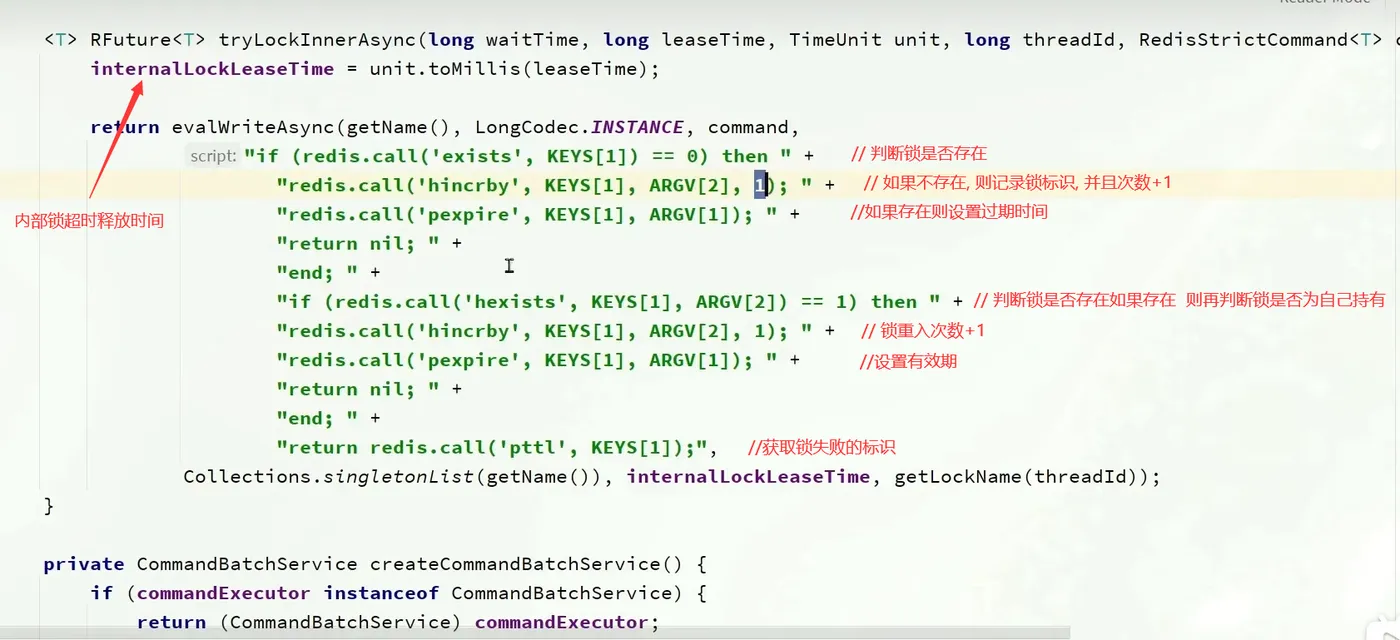 Reader Mode
<T> RFuture<T> tryLockInnerAsync(long waitTime, long leaseTime, TimeUnit unit, long threadId, RedisStrictCommand<T>
internalLockLeaseTime = unit.toMillis(leaseTime);
return evalWriteAsync(getName(), LongCodec.INSTANCE, command,
script: "if (redis.call('exists', KEYS[1]) == 0) then " + // 判断锁是否存在
"redis.call('hincrby', KEYS[1], ARGV[2], 1); " + // 如果不存在, 则记录锁标识, 并且次数+1
内部锁超时释放时间 "redis.call('pexpire', KEYS[1], ARGV[1]); " + //如果存在则设置过期时间
"return nil; " +
"end; " +
"if (redis.call('hexists', KEYS[1], ARGV[2]) == 1) then " + // 判断锁是否存在如果存在 则再判断锁是否为自己持有
"redis.call('hincrby', KEYS[1], ARGV[2], 1); " + // 锁重入次数+1
"redis.call('pexpire', KEYS[1], ARGV[1]); " + //设置有效期
"return nil; " +
"end; " +
"return redis.call('pttl', KEYS[1]);", //获取锁失败的标识
Collections.singletonList(getName()), internalLockLeaseTime, getLockName(threadId));
}
private CommandBatchService createCommandBatchService() {
if (commandExecutor instanceof CommandBatchService) {
return (CommandBatchService) commandExecutor;